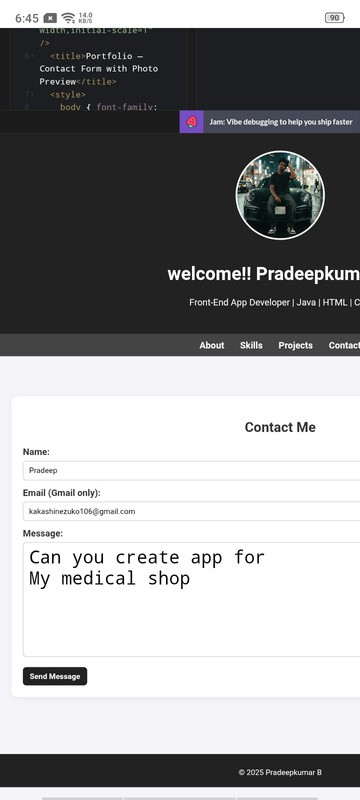 6:45 14.0 KB/S 90
width,initial-scale=1"
/>
<title>Portfolio –
Contact Form with Photo
Preview</title>
<style>
body { font-family:
Jam: Vibe debugging to help you ship faster
welcome!! Pradeepkum
Front-End App Developer | Java | HTML | C
About Skills Projects Contact
Contact Me
Name:
Pradeep
Email (Gmail only):
kakashinezuko106@gmail.com
Message:
Can you create app for
My medical shop
Send Message
© 2025 Pradeepkumar B